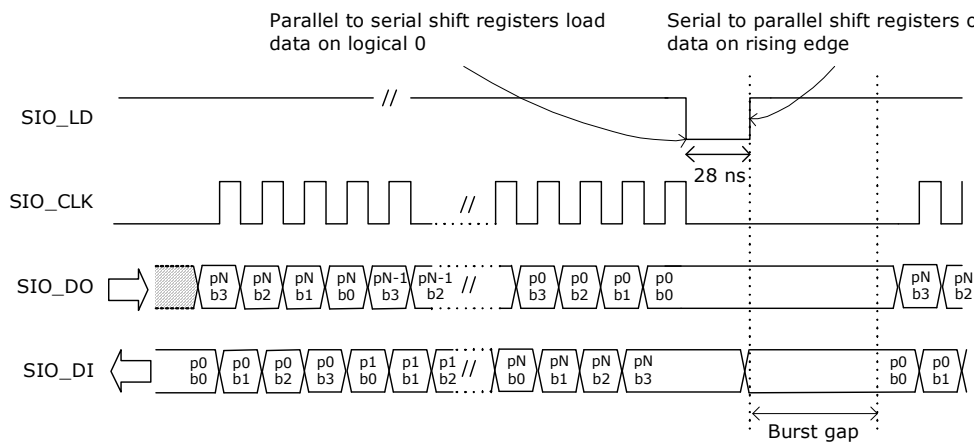 Parallel to serial shift registers load
data on logical 0
Serial to parallel shift registers
data on rising edge
SIO_LD
//
28 ns
SIO_CLK
//
SIO_DO
pN pN pN pN pN-1 pN-1 // p0 p0 p0 p0 pN pN
b3 b2 b1 b0 b3 b2 b3 b2 b1 b0 b3 b2
SIO_DI
p0 p0 p0 p0 p1 p1 p1 // pN pN pN pN p0 p0
b0 b1 b2 b3 b0 b1 b2 b0 b1 b2 b3 b0 b1
Burst gap